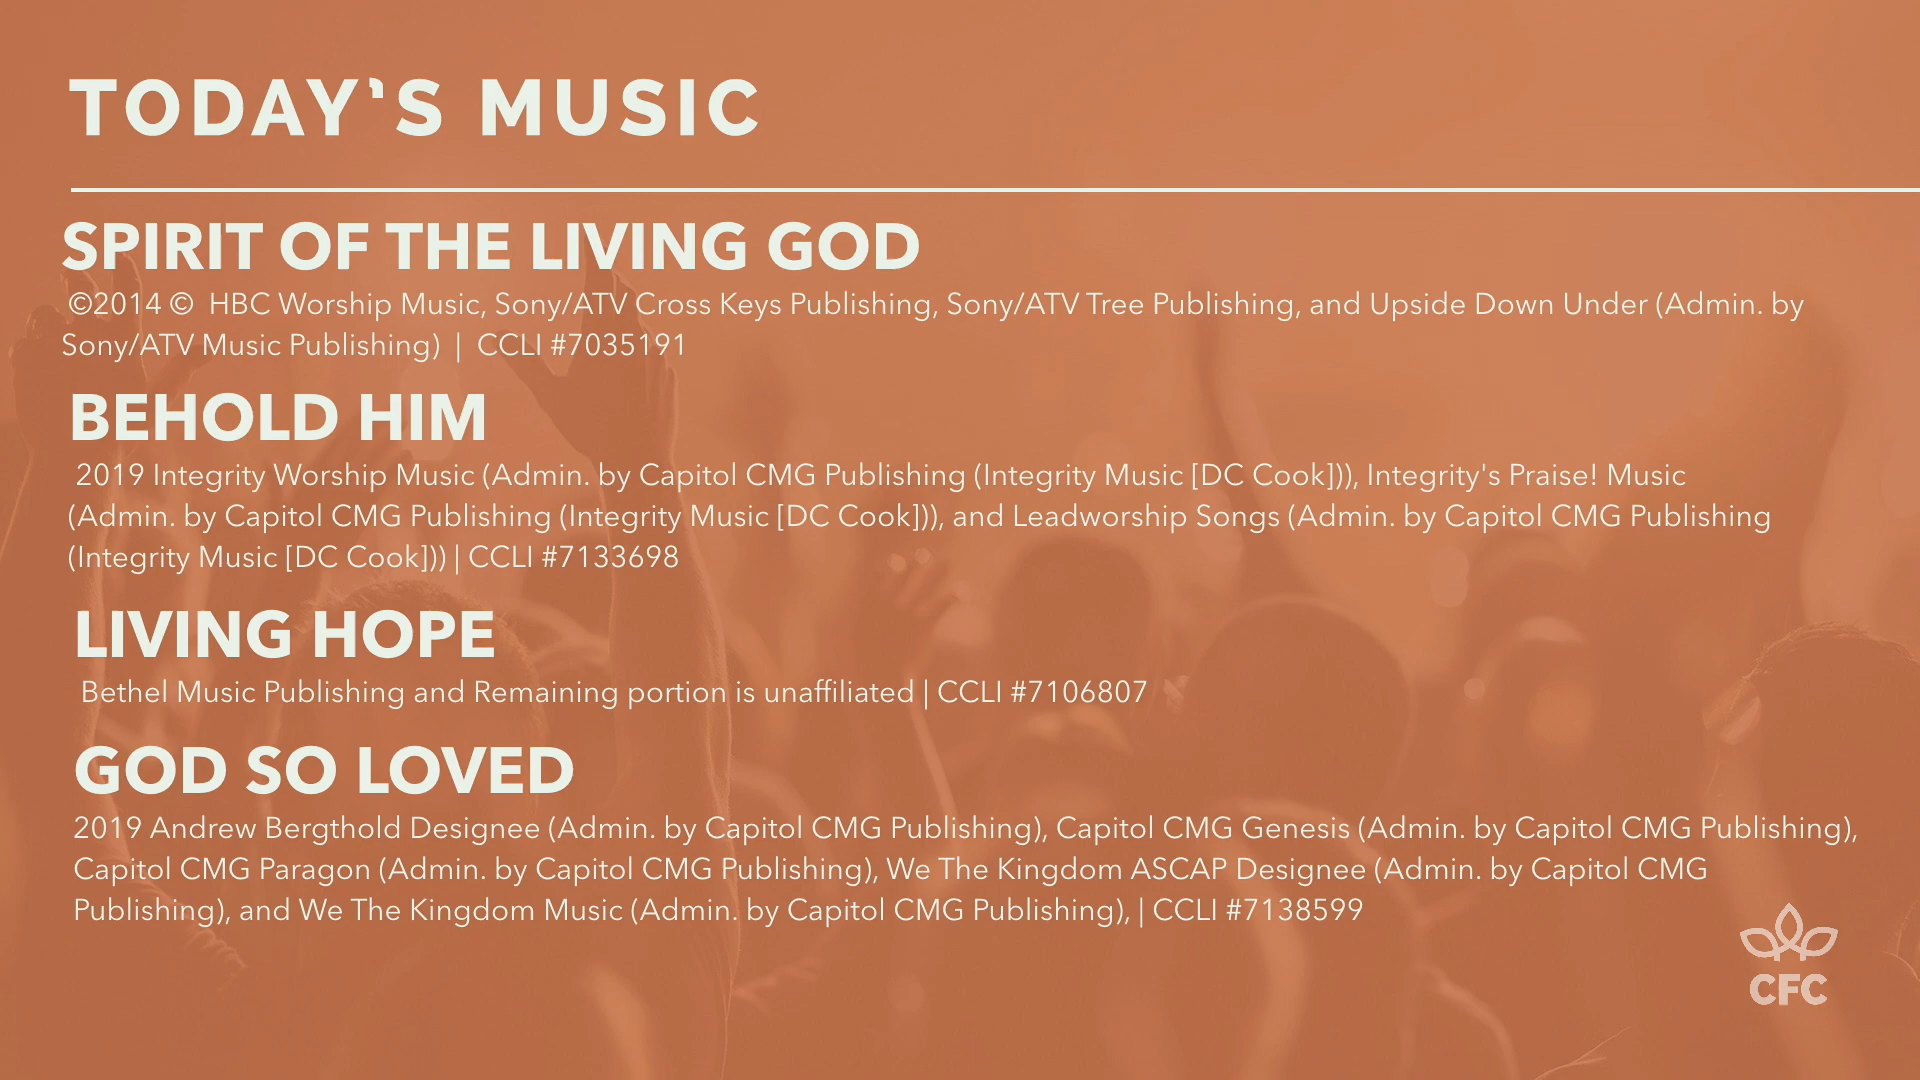 TODAY'S MUSIC
SPIRIT OF THE LIVING GOD
©2014 © HBC Worship Music, Sony/ATV Cross Keys Publishing, Sony/ATV Tree Publishing, and Upside Down Under (Admin. by
Sony/ATV Music Publishing) | CCLI #7035191
BEHOLD HIM
2019 Integrity Worship Music (Admin. by Capitol CMG Publishing (Integrity Music [DC Cook])), Integrity's Praise! Music
(Admin. by Capitol CMG Publishing (Integrity Music [DC Cook])), and Leadworship Songs (Admin. by Capitol CMG Publishing
(Integrity Music [DC Cook])) | CCLI #7133698
LIVING HOPE
Bethel Music Publishing and Remaining portion is unaffiliated | CCLI #7106807
GOD SO LOVED
2019 Andrew Bergthold Designee (Admin. by Capitol CMG Publishing), Capitol CMG Genesis (Admin. by Capitol CMG Publishing),
Capitol CMG Paragon (Admin. by Capitol CMG Publishing), We The Kingdom ASCAP Designee (Admin. by Capitol CMG
Publishing), and We The Kingdom Music (Admin. by Capitol CMG Publishing), | CCLI #7138599
CFC